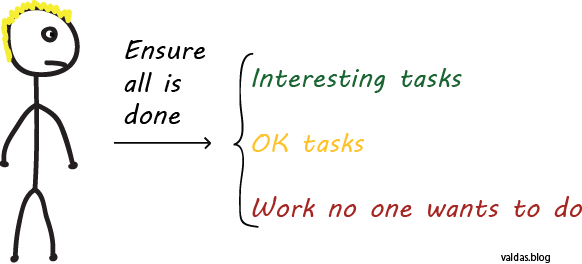 Ensure
all is
done
Interesting tasks
OK tasks
Work no one wants to do
valdas.blog